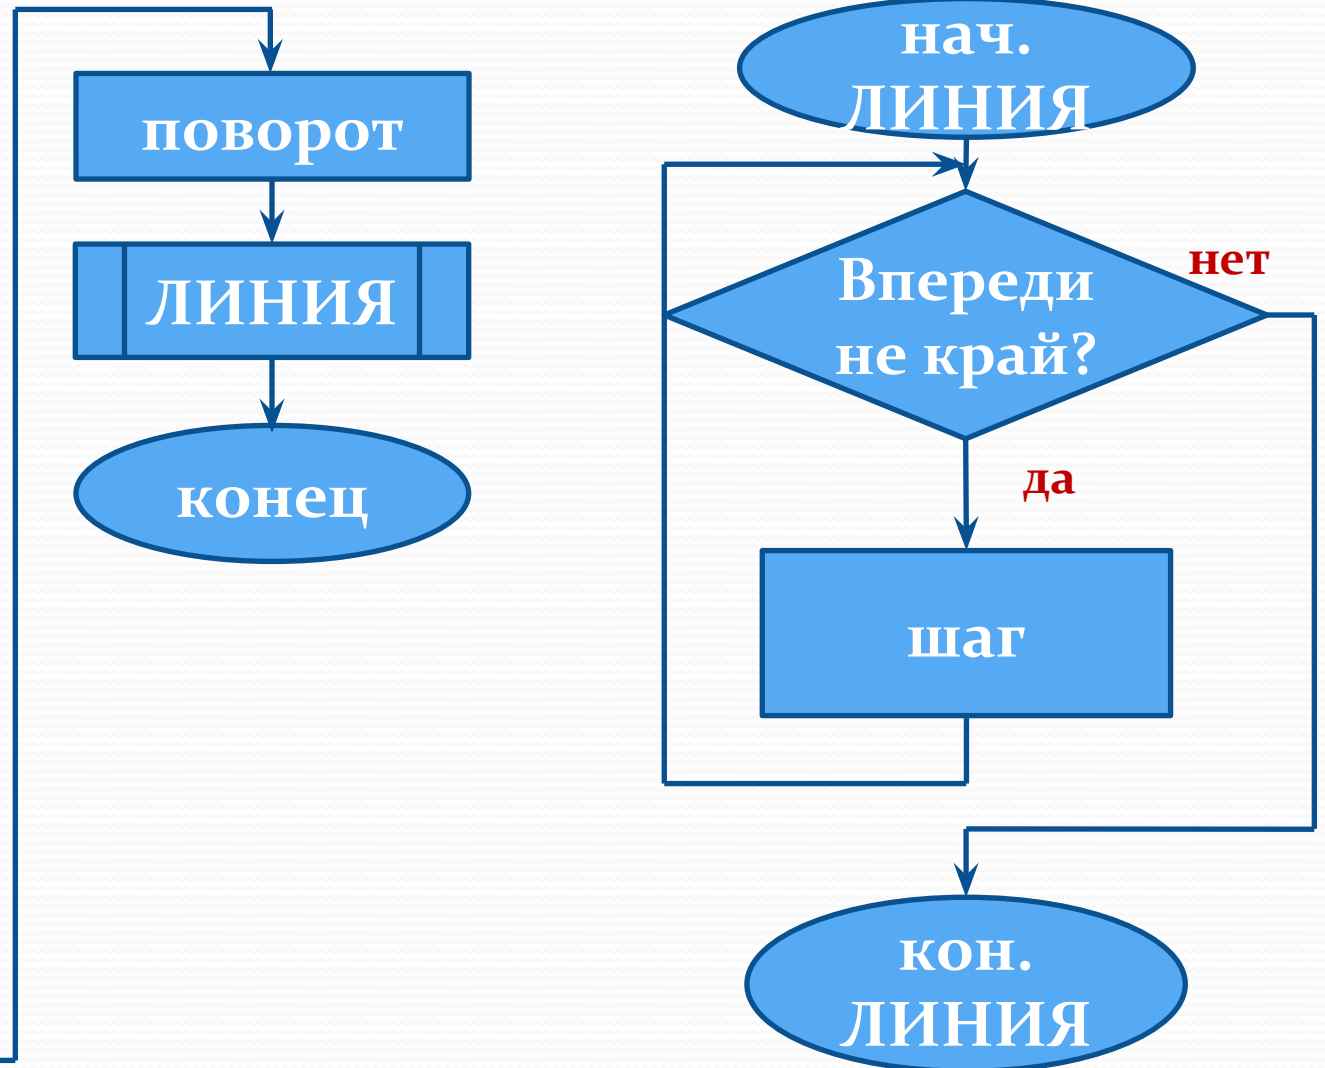 поворот
ЛИНИЯ
конец
нач.
ЛИНИЯ
Впереди
не край?
нет
да
шаг
кон.
ЛИНИЯ